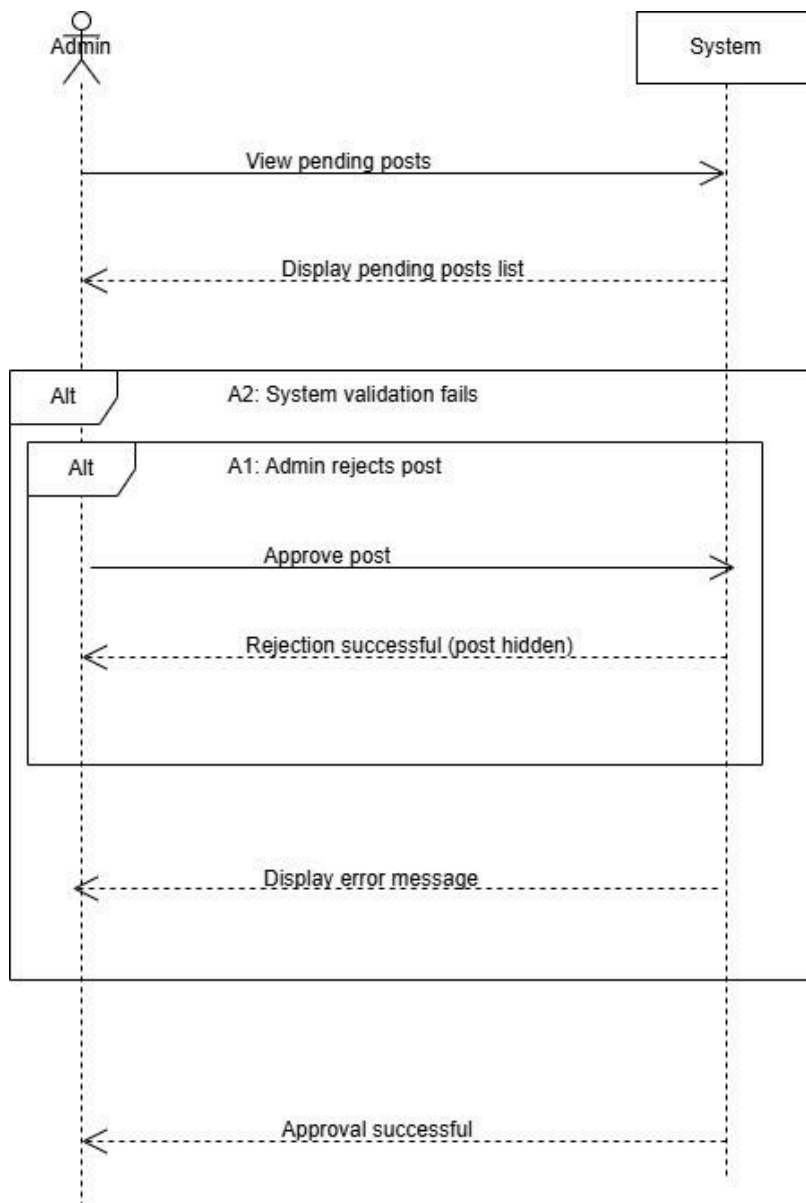 Admin
System
View pending posts
Display pending posts list
Alt
A2: System validation fails
Alt
A1: Admin rejects post
Approve post
Rejection successful (post hidden)
Display error message
Approval successful